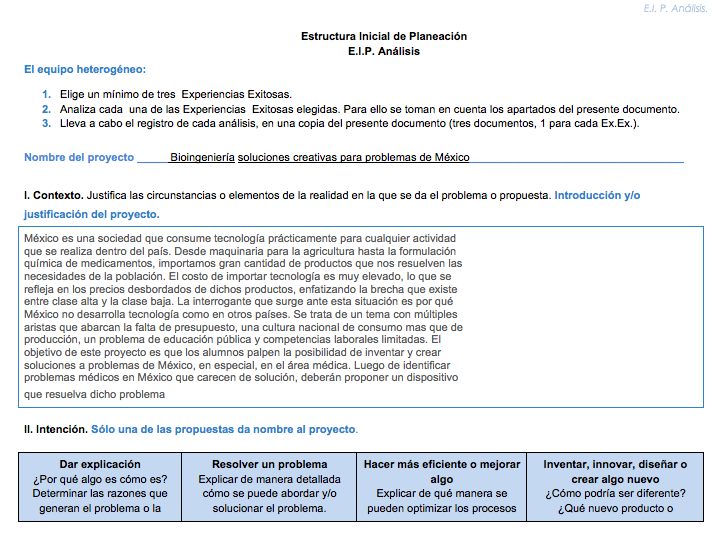 E.I. P. Análisis.
Estructura Inicial de Planeación
E.I.P. Análisis
El equipo heterogéneo:
1. Elige un mínimo de tres Experiencias Exitosas.
2. Analiza cada una de las Experiencias Exitosas elegidas. Para ello se toman en cuenta los apartados del presente documento.
3. Lleva a cabo el registro de cada análisis, en una copia del presente documento (tres documentos, 1 para cada Ex.Ex.).
Nombre del proyecto ______Bioingeniería soluciones creativas para problemas de México______
I. Contexto. Justifica las circunstancias o elementos de la realidad en la que se da el problema o propuesta. Introducción y/o
justificación del proyecto.
México es una sociedad que consume tecnología prácticamente para cualquier actividad
que se realiza dentro del país. Desde maquinaria para la agricultura hasta la formulación
química de medicamentos, importamos gran cantidad de productos que nos resuelven las
necesidades de la población. El costo de importar tecnología es muy elevado, lo que se
refleja en los precios desbordados de dichos productos, enfatizando la brecha que existe
entre clase alta y la clase baja. La interrogante que surge ante esta situación es por qué
México no desarrolla tecnología como en otros países. Se trata de un tema con múltiples
aristas que abarcan la falta de presupuesto, una cultura nacional de consumo mas que de
producción, un problema de educación pública y competencias laborales limitadas. El
objetivo de este proyecto es que los alumnos palpen la posibilidad de inventar y crear
soluciones a problemas de México, en especial, en el área médica. Luego de identificar
problemas médicos en México que carecen de solución, deberán proponer un dispositivo
que resuelva dicho problema
II. Intención. Sólo una de las propuestas da nombre al proyecto.
Dar explicación
¿Por qué algo es cómo es?
Determinar las razones que
generan el problema o la
Resolver un problema
Explicar de manera detallada
cómo se puede abordar y/o
solucionar el problema.
Hacer más eficiente o mejorar
algo
Explicar de qué manera se
pueden optimizar los procesos
Inventar, innovar, diseñar o
crear algo nuevo
¿Cómo podría ser diferente?
¿Qué nuevo producto o